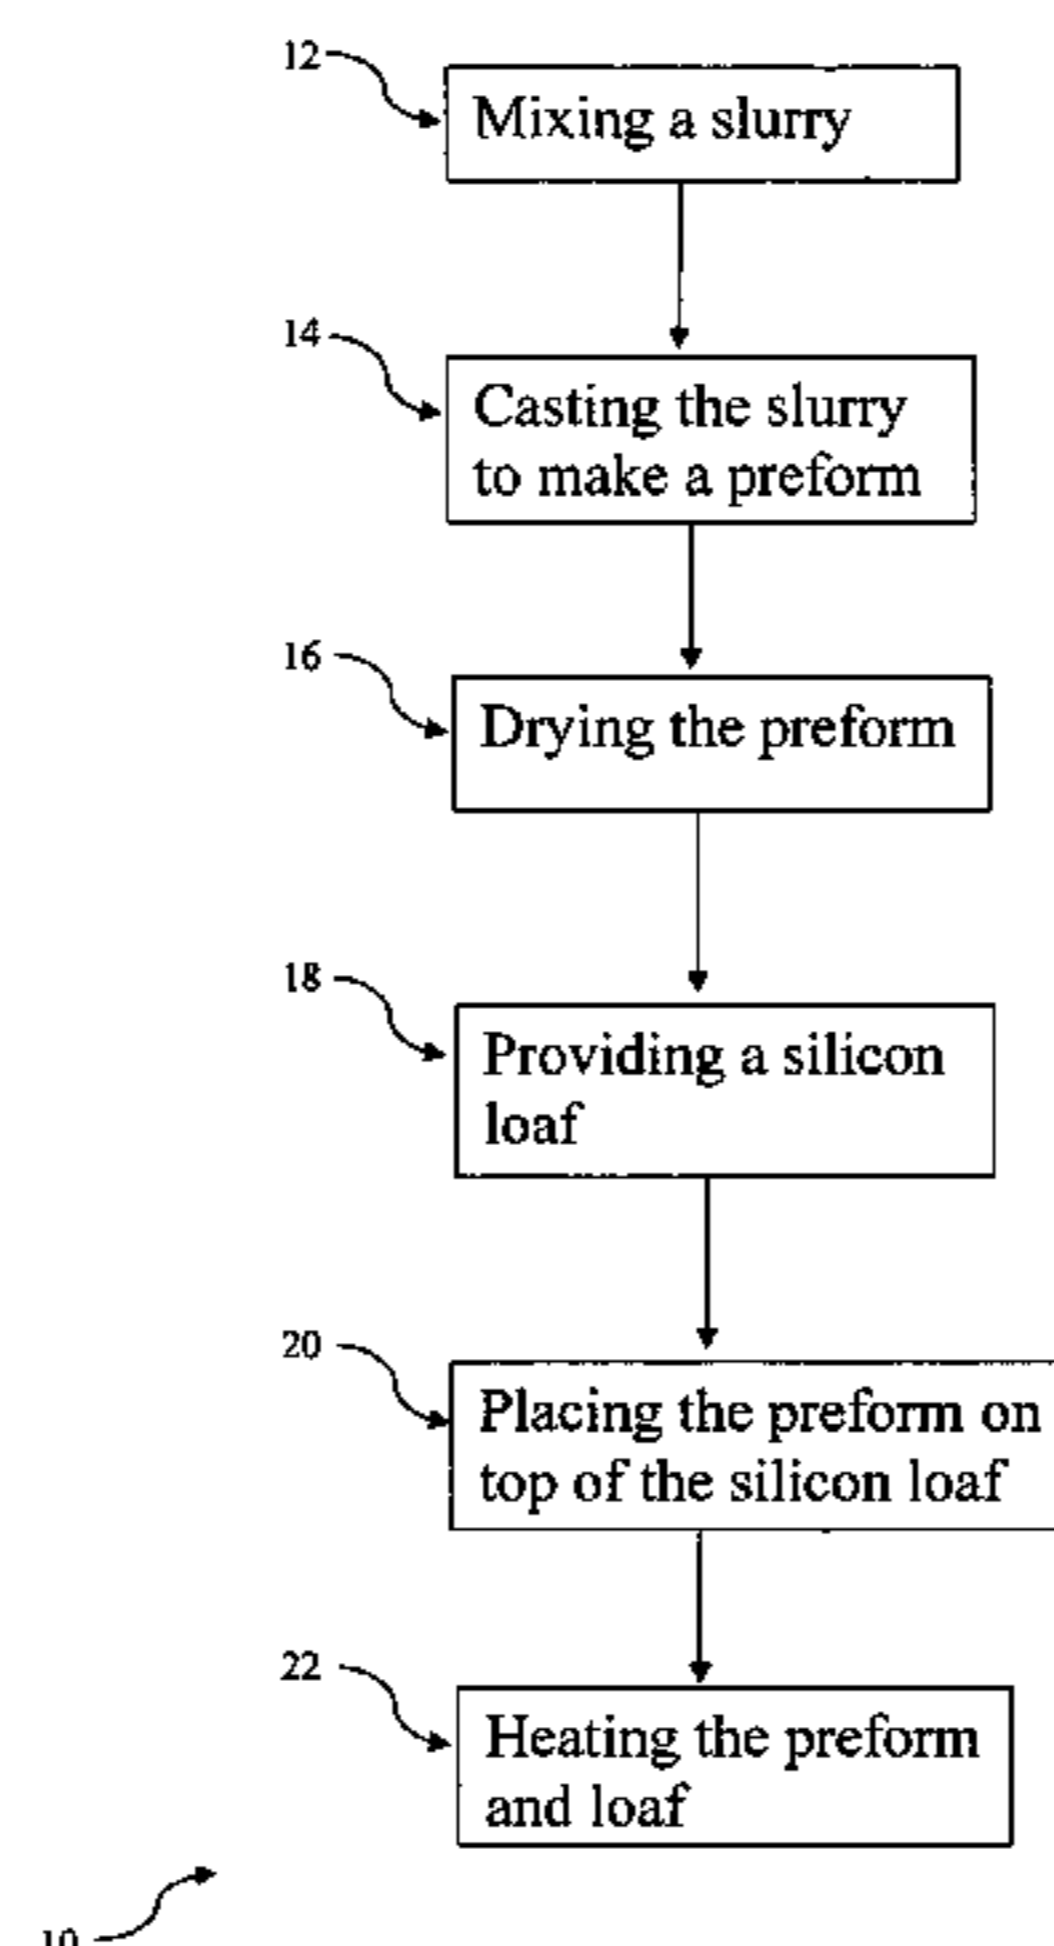 12
Mixing a slurry
14
Casting the slurry
to make a preform
16
Drying the preform
18
Providing a silicon
loaf
20
Placing the preform on
top of the silicon loaf
22
Heating the preform
and loaf
10